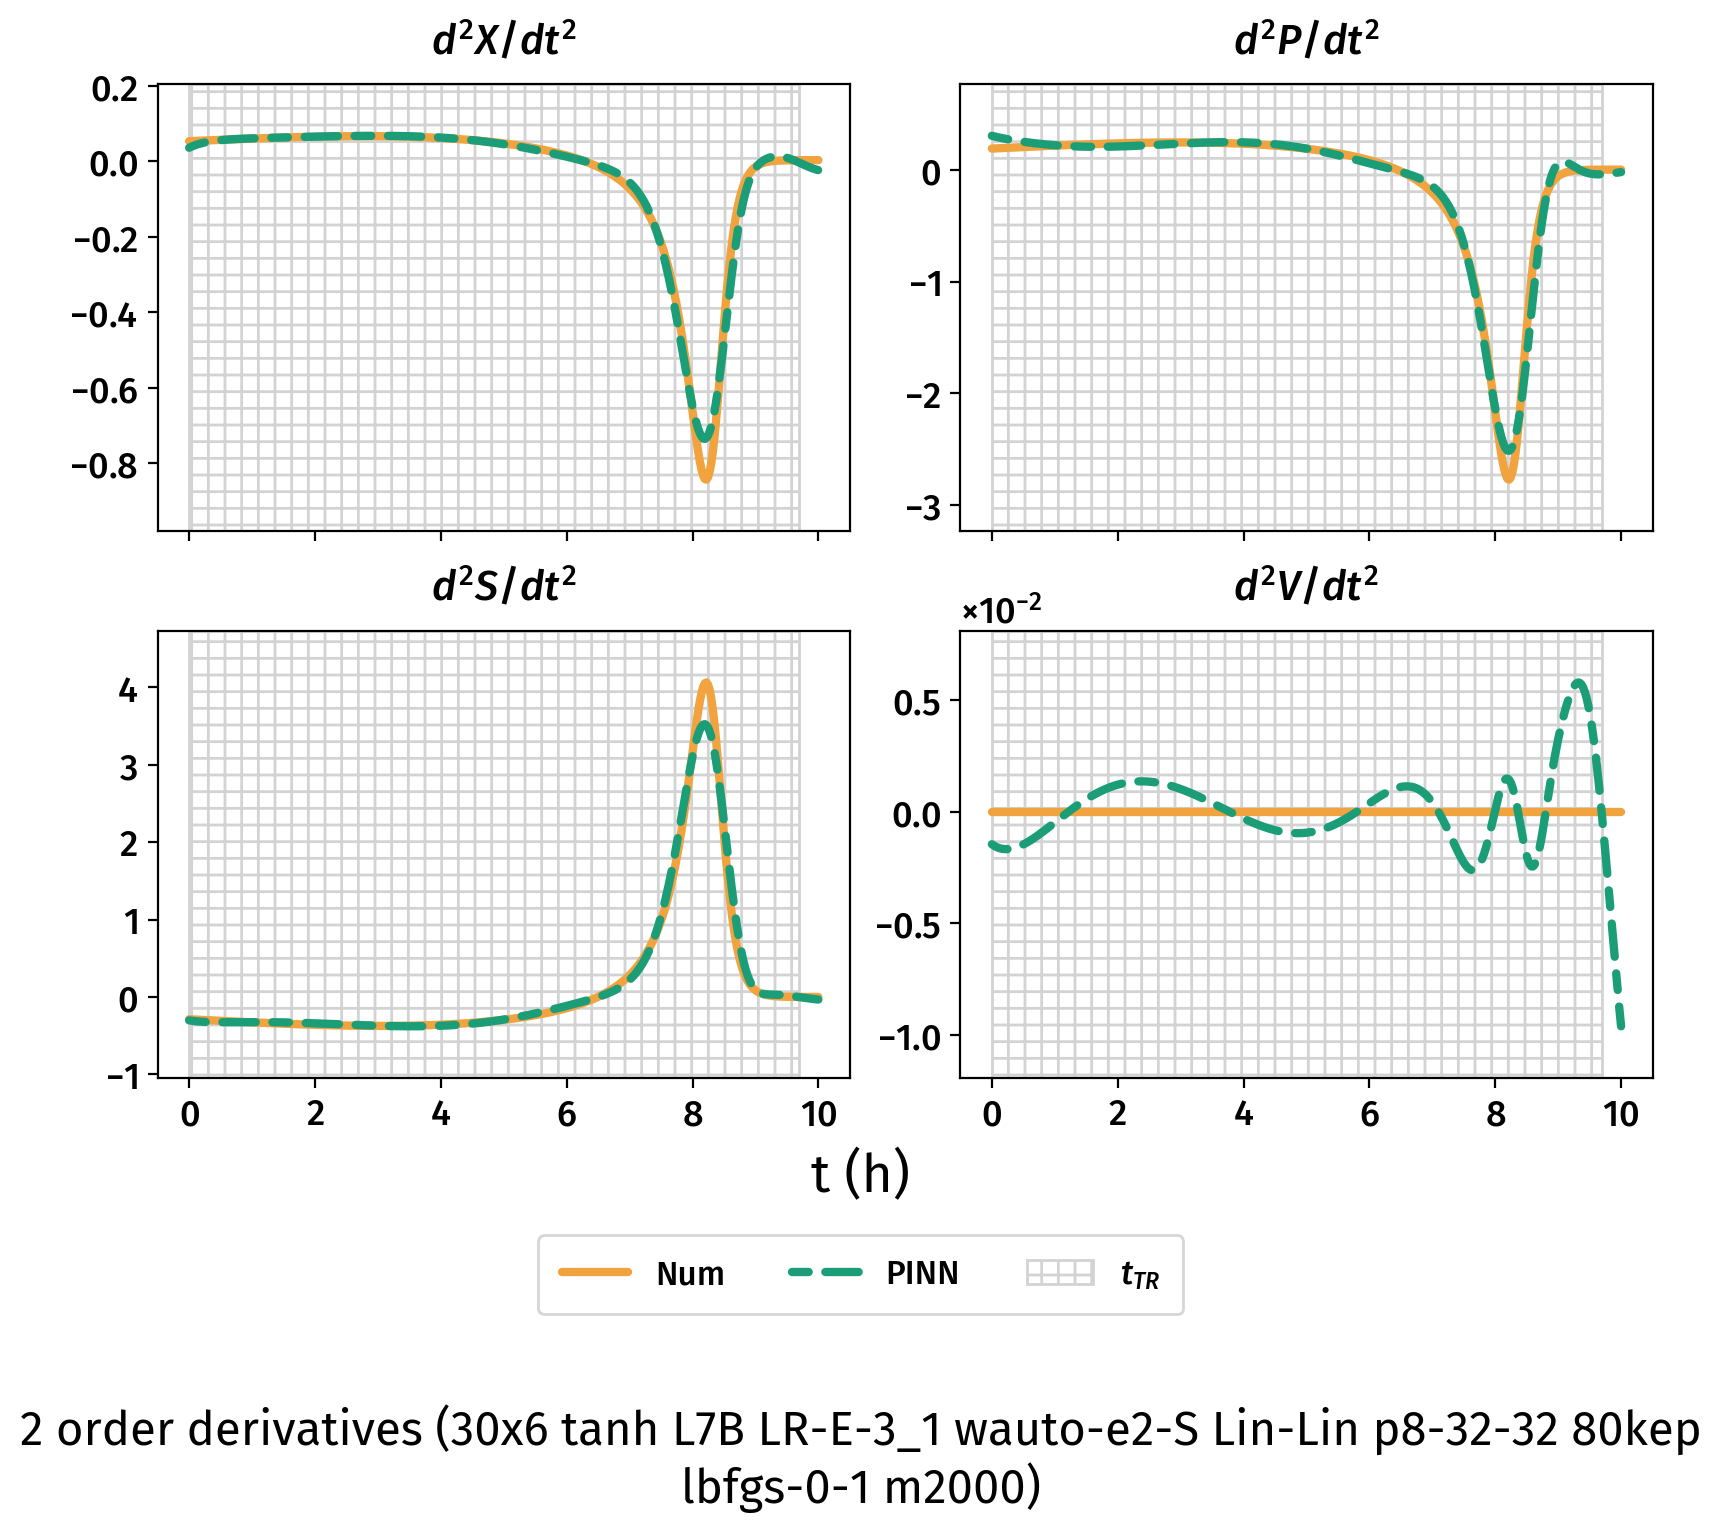 d²X/dt²
d²P/dt²
0.2
0.0
−0.2
−0.4
−0.6
−0.8
0
−1
−2
−3
d²S/dt²
d²V/dt²
×10⁻²
4
3
2
1
0
−1
0.5
0.0
−0.5
−1.0
0 2 4 6 8 10
0 2 4 6 8 10
t (h)
Num PINN t_TR
2 order derivatives (30x6 tanh L7B LR-E-3_1 wauto-e2-S Lin-Lin p8-32-32 80kep
lbfgs-0-1 m2000)